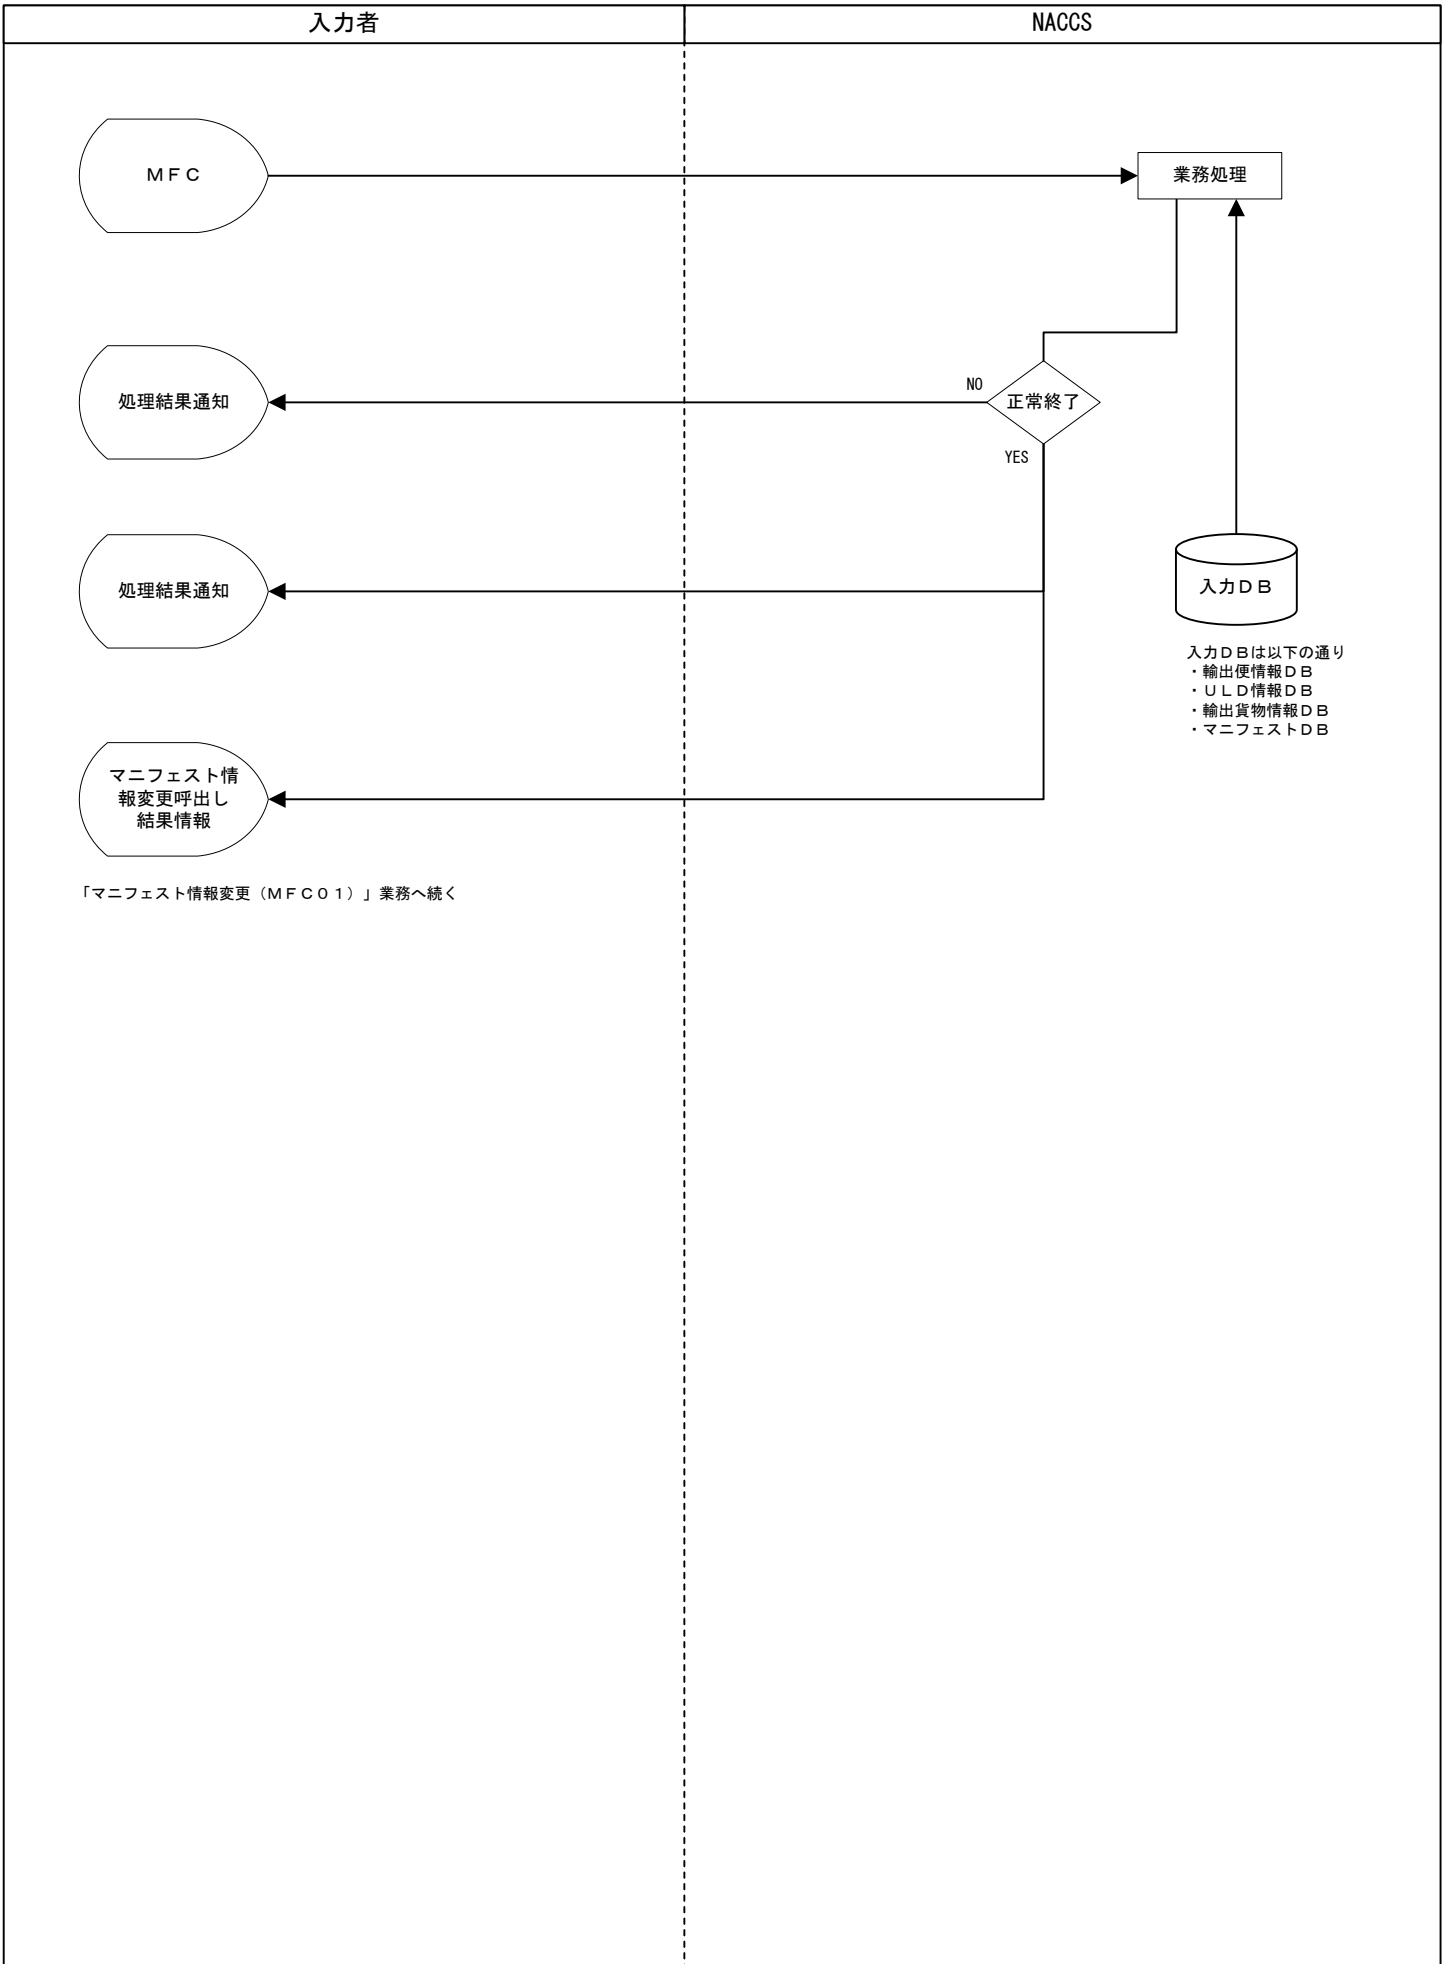 入力者
NACCS
ＭＦＣ
業務処理
処理結果通知
NO
正常終了
YES
処理結果通知
入力ＤＢ
入力ＤＢは以下の通り
・輸出便情報ＤＢ
・ＵＬＤ情報ＤＢ
・輸出貨物情報ＤＢ
・マニフェストＤＢ
マニフェスト情
報変更呼出し
結果情報
「マニフェスト情報変更（ＭＦＣ０１）」業務へ続く